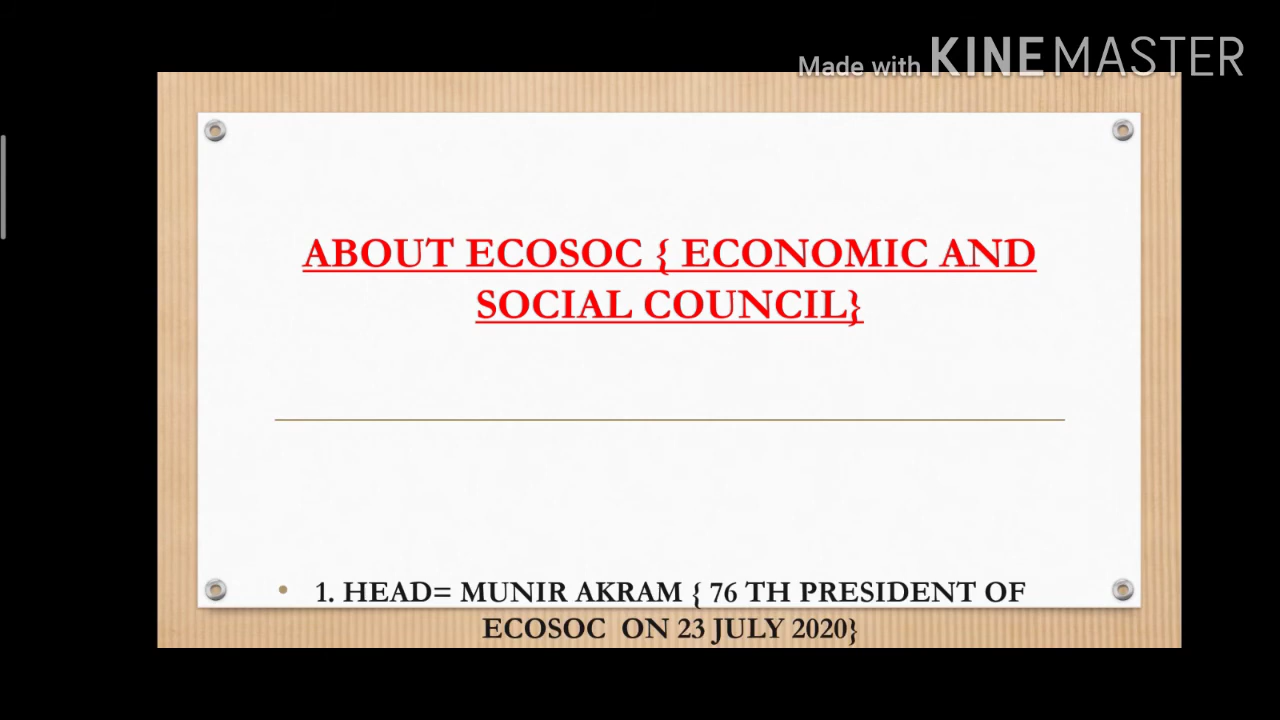 Made with KINEMASTER
ABOUT ECOSOC { ECONOMIC AND
SOCIAL COUNCIL}
• 1. HEAD= MUNIR AKRAM { 76 TH PRESIDENT OF
ECOSOC ON 23 JULY 2020}